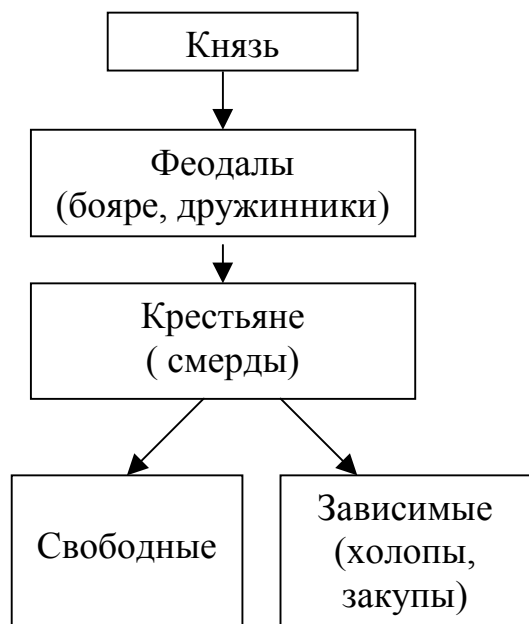 Князь
Феодалы
(бояре, дружинники)
Крестьяне
( смерды)
Свободные
Зависимые
(холопы,
закупы)